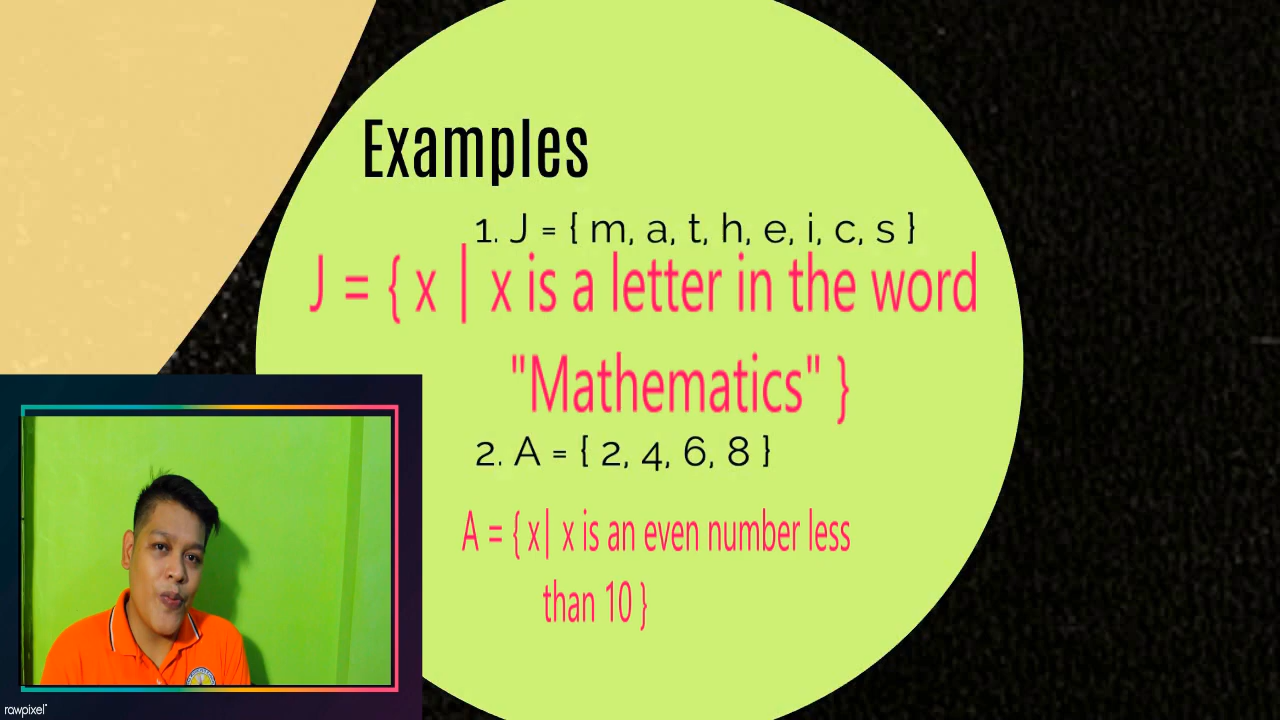 Examples
1. J = { m, a, t, h, e, i, c, s }
J = { x | x is a letter in the word
"Mathematics" }
2. A = { 2, 4, 6, 8 }
A = { x| x is an even number less
than 10 }
rawpixel